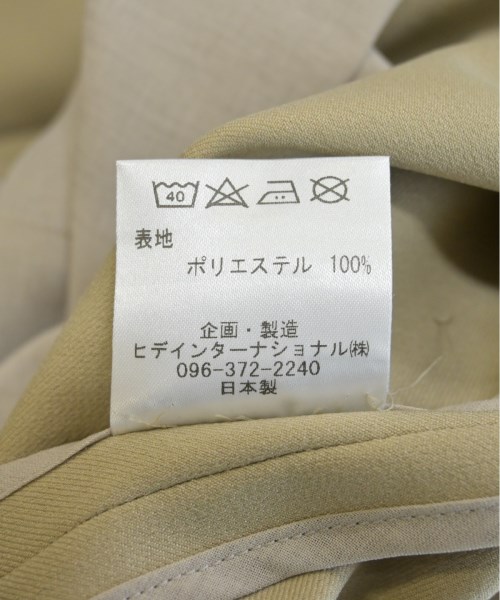 40
表地
ポリエステル 100%
企画・製造
ヒデインターナショナル㈱
096-372-2240
日本製